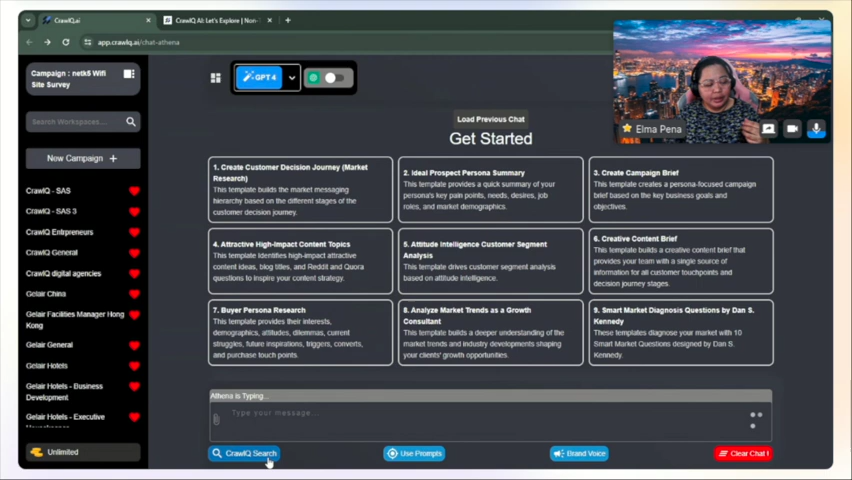 CrawlQ.ai
CrawlQ AI: Let's Explore | Non-
app.crawlq.ai/chat-athena
Campaign : netk5 Wifi
Site Survey
GPT 4
Search Workspaces...
New Campaign +
CrawlQ - SAS
CrawlQ - SAS 3
CrawlQ Entrpreneurs
CrawlQ General
CrawlQ digital agencies
Gelair China
Gelair Facilities Manager Hong
Kong
Gelair General
Gelair Hotels
Gelair Hotels - Business
Development
Gelair Hotels - Executive
Unlimited
Elma Pena
Load Previous Chat
Get Started
1. Create Customer Decision Journey (Market
Research)
This template builds the market messaging
hierarchy based on the different stages of the
customer decision journey.
2. Ideal Prospect Persona Summary
This template provides a quick summary of your
persona's key pain points, needs, desires, job
roles, and market demographics.
3. Create Campaign Brief
This template creates a persona-focused campaign
brief based on the key business goals and
objectives.
4. Attractive High-Impact Content Topics
This template identifies high-impact attractive
content ideas, blog titles, and Reddit and Quora
questions to inspire your content strategy.
5. Attitude Intelligence Customer Segment
Analysis
This template drives customer segment analysis
based on attitude intelligence.
6. Creative Content Brief
This template builds a creative content brief that
provides your team with a single source of
information for all customer touchpoints and
decision journey stages.
7. Buyer Persona Research
This template provides their interests,
demographics, attitudes, dilemmas, current
struggles, future inspirations, triggers, converts,
and purchase touch points.
8. Analyze Market Trends as a Growth
Consultant
This template builds a deeper understanding of the
market trends and industry developments shaping
your clients' growth opportunities.
9. Smart Market Diagnosis Questions by Dan S.
Kennedy
These templates diagnose your market with 10
Smart Market Questions designed by Dan S.
Kennedy.
Athena is Typing...
Type your message...
CrawlQ Search
Use Prompts
Brand Voice
Clear Chat !